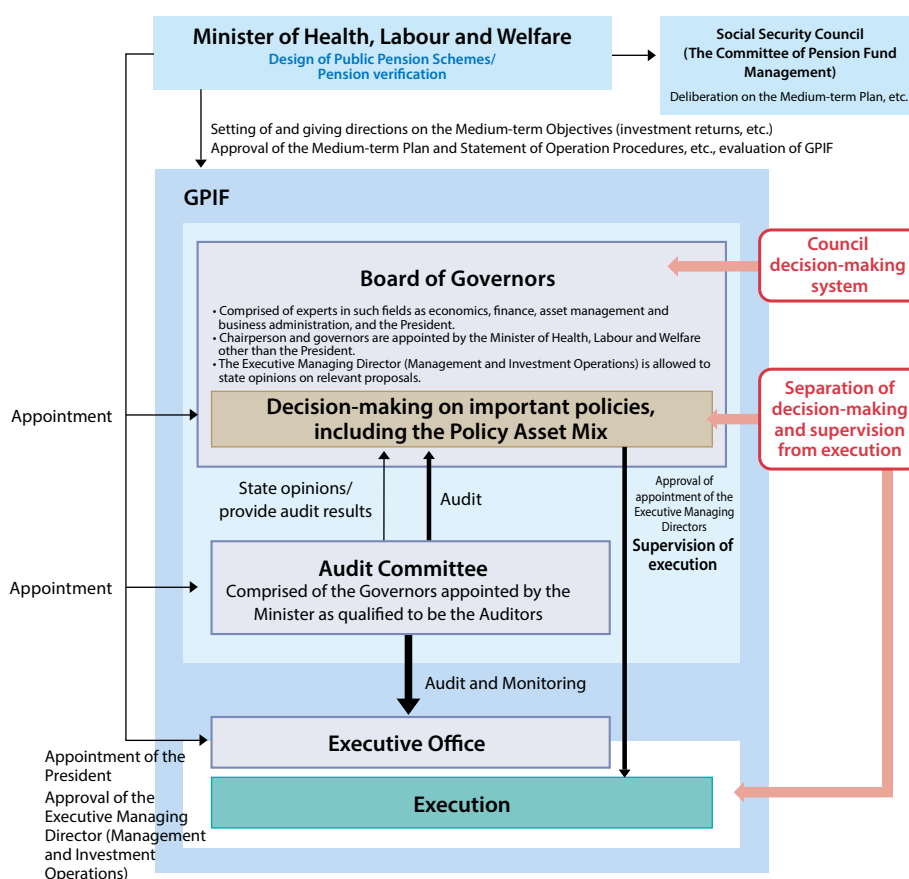 Minister of Health, Labour and Welfare
Design of Public Pension Schemes/
Pension verification
Social Security Council
(The Committee of Pension Fund
Management)
Deliberation on the Medium-term Plan, etc.
Setting of and giving directions on the Medium-term Objectives (investment returns, etc.)
Approval of the Medium-term Plan and Statement of Operation Procedures, etc., evaluation of GPIF
GPIF
Council
decision-making
system
Board of Governors
• Comprised of experts in such fields as economics, finance, asset management and
business administration, and the President.
• Chairperson and governors are appointed by the Minister of Health, Labour and Welfare
other than the President.
• The Executive Managing Director (Management and Investment Operations) is allowed to
state opinions on relevant proposals.
Decision-making on important policies,
including the Policy Asset Mix
Separation of
decision-making
and supervision
from execution
Appointment
State opinions/
provide audit results
Audit
Approval of
appointment of the
Executive Managing
Directors
Supervision of
execution
Appointment
Audit Committee
Comprised of the Governors appointed by the
Minister as qualified to be the Auditors
Audit and Monitoring
Executive Office
Appointment of the
President
Approval of the
Executive Managing
Director (Management
and Investment
Operations)
Execution